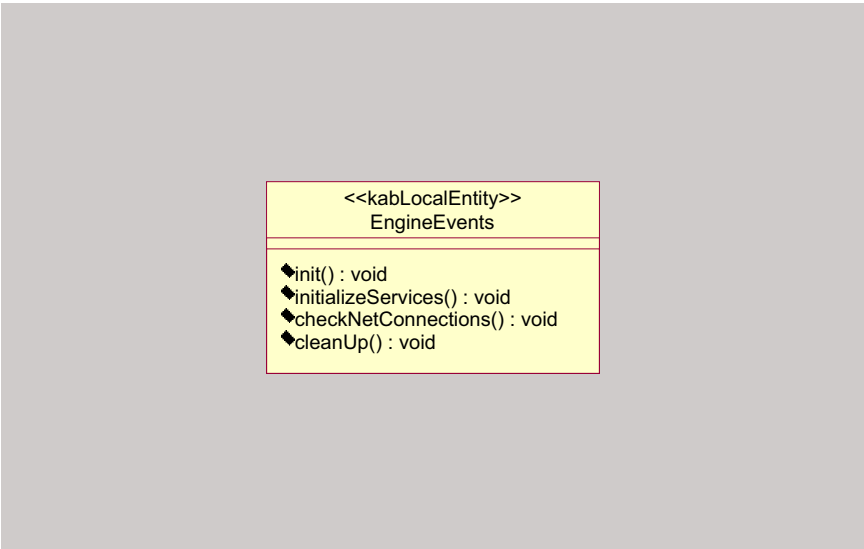 <<kabLocalEntity>>
EngineEvents
init() : void
initializeServices() : void
checkNetConnections() : void
cleanUp() : void